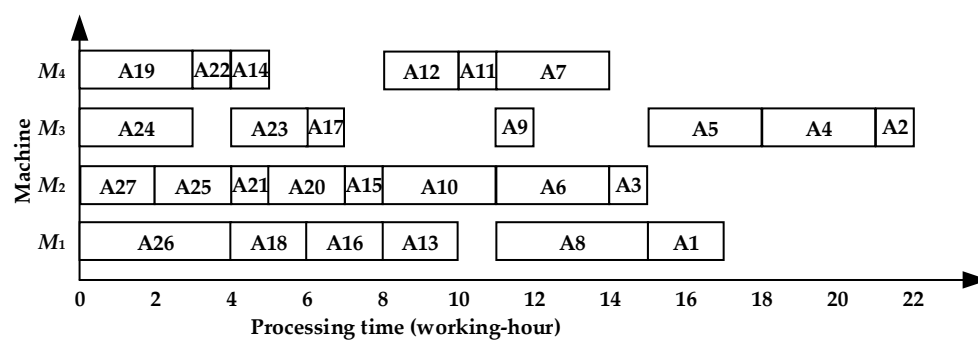 M4 A19 A22 A14 A12 A11 A7
M3 A24 A23 A17 A9 A5 A4 A2
M2 A27 A25 A21 A20 A15 A10 A6 A3
M1 A26 A18 A16 A13 A8 A1
Machine
0 2 4 6 8 10 12 14 16 18 20 22
Processing time (working-hour)